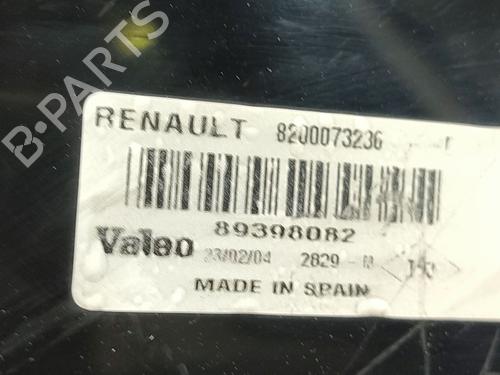 B-PARTS
RENAULT 8200073236
89398082
Valeo 23/02/04 2829 -
MADE IN SPAIN